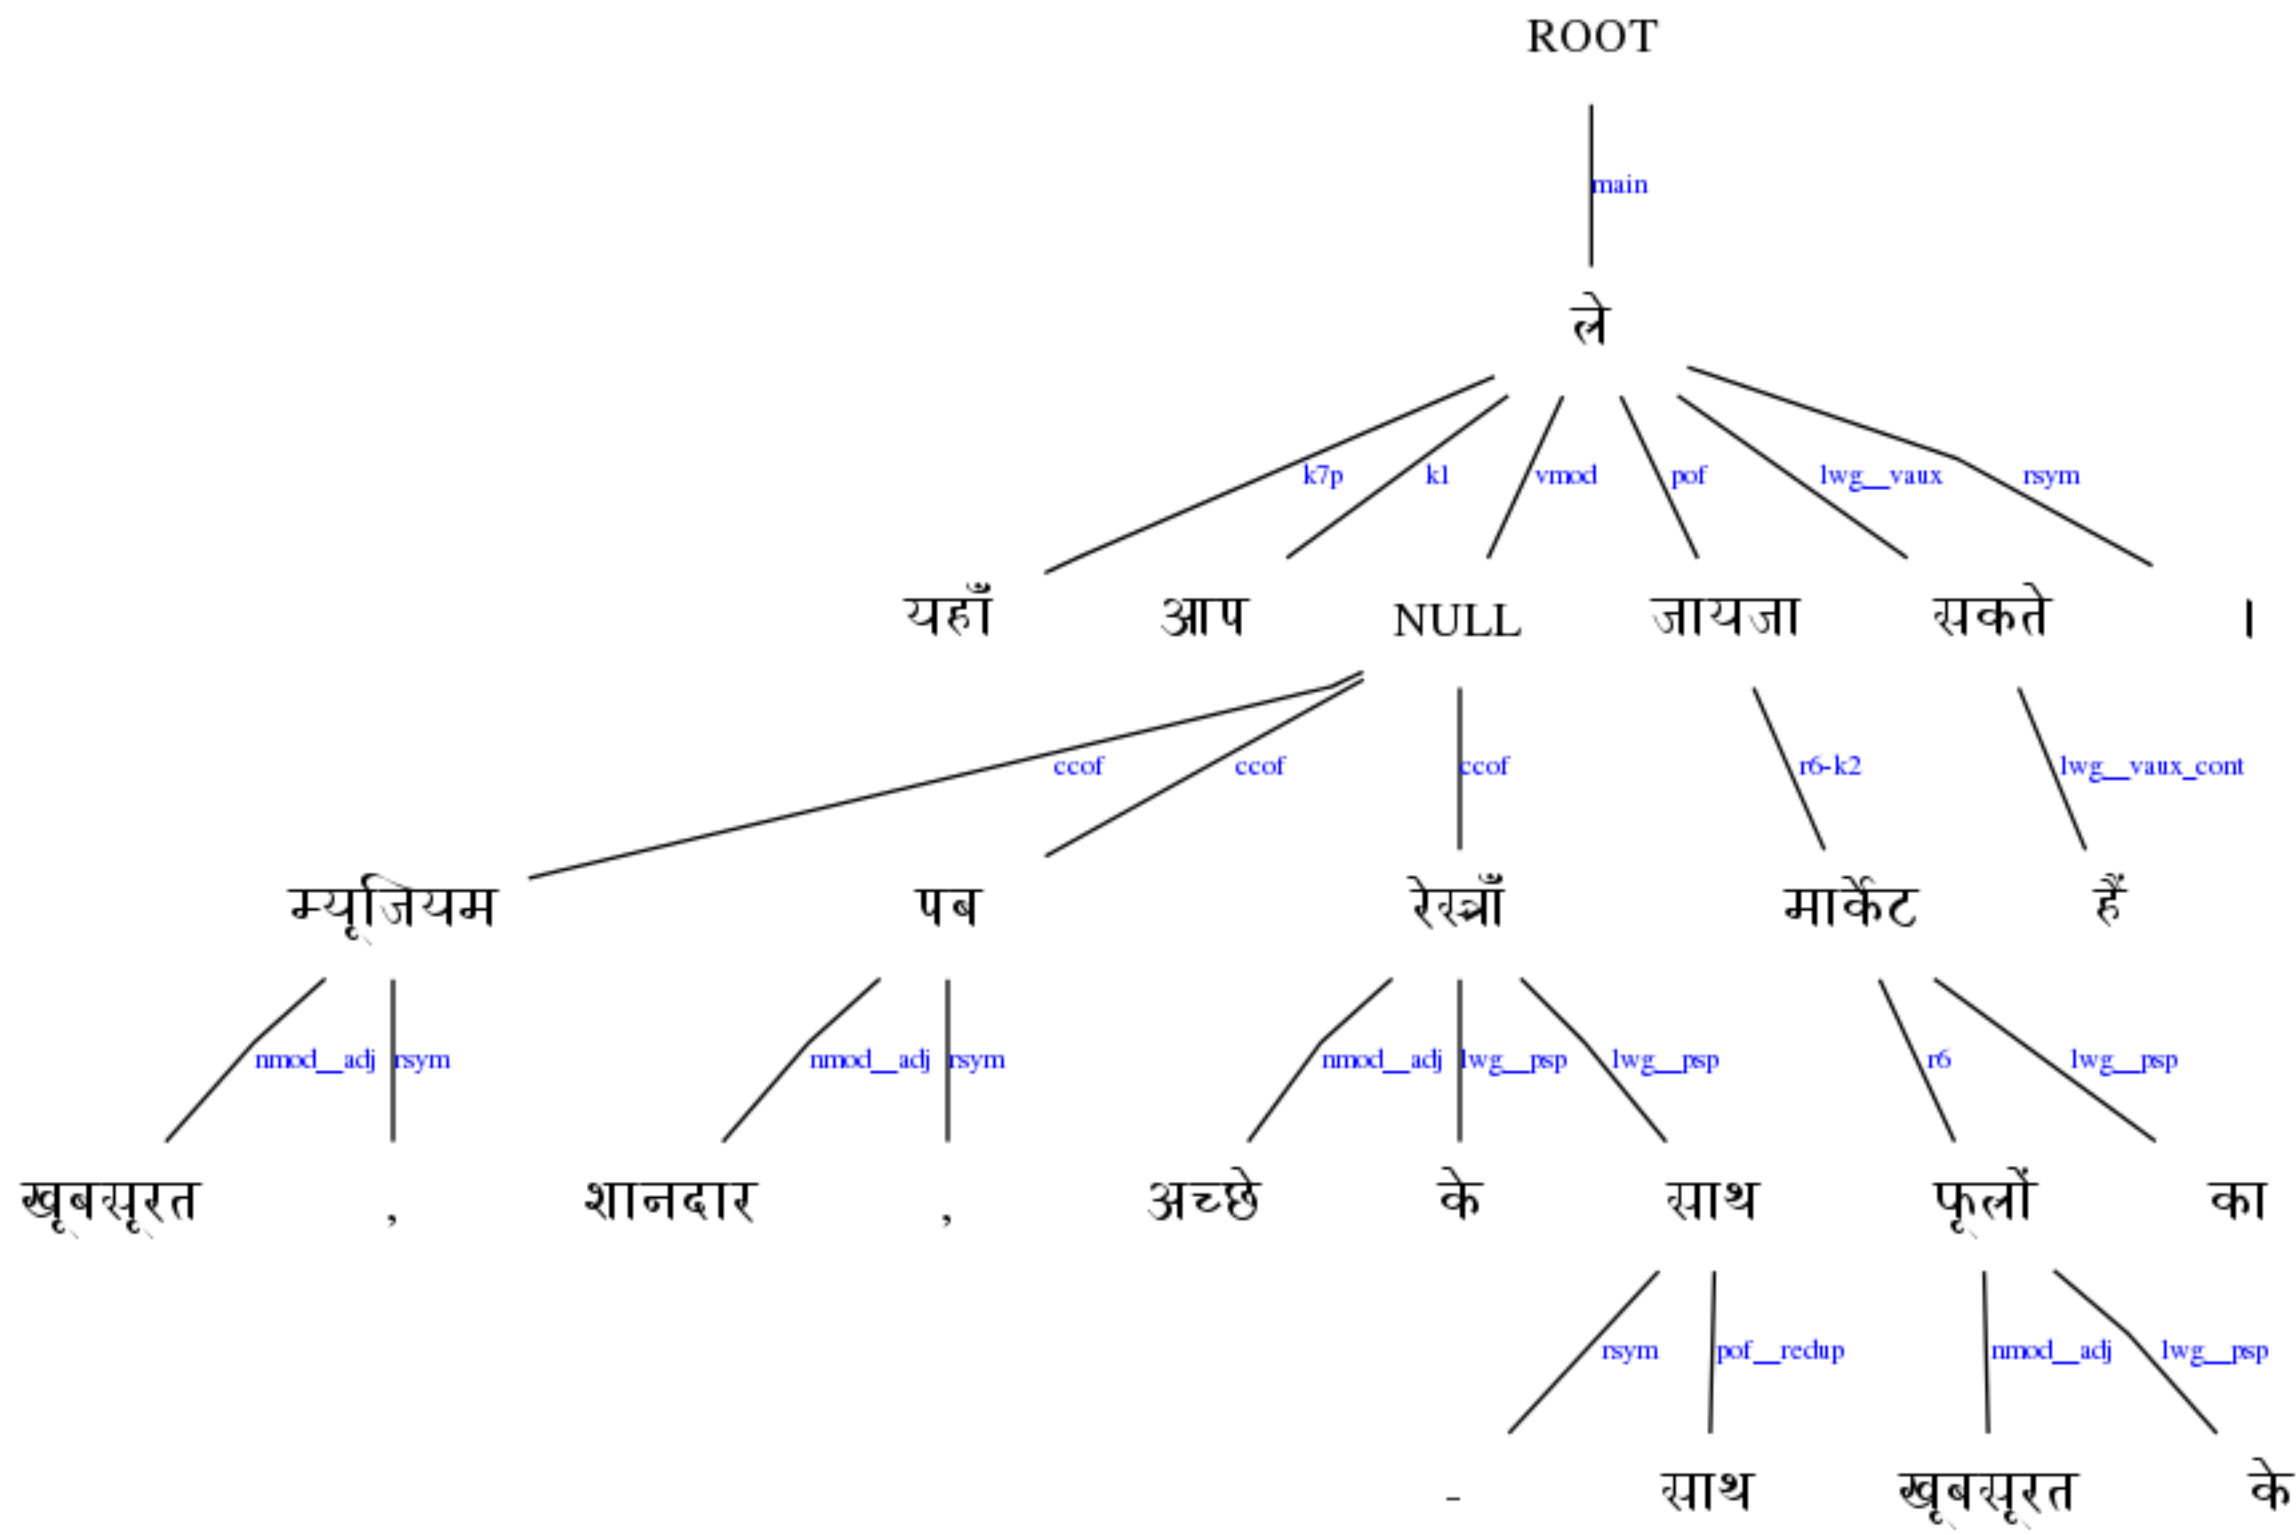 ROOT
main
ले
k7p k1 vmod pof lwg__vaux rsym
यहाँ आप NULL जायजा सकते ।
ccof ccof ccof r6-k2 lwg__vaux_cont
म्यूजियम पब रेस्त्राँ मार्केट हैं
nmod__adj rsym nmod__adj rsym nmod__adj lwg__psp lwg__psp r6 lwg__psp
खूबसूरत , शानदार , अच्छे के साथ फूलों का
rsym pof__redup nmod__adj lwg__psp
- साथ खूबसूरत के